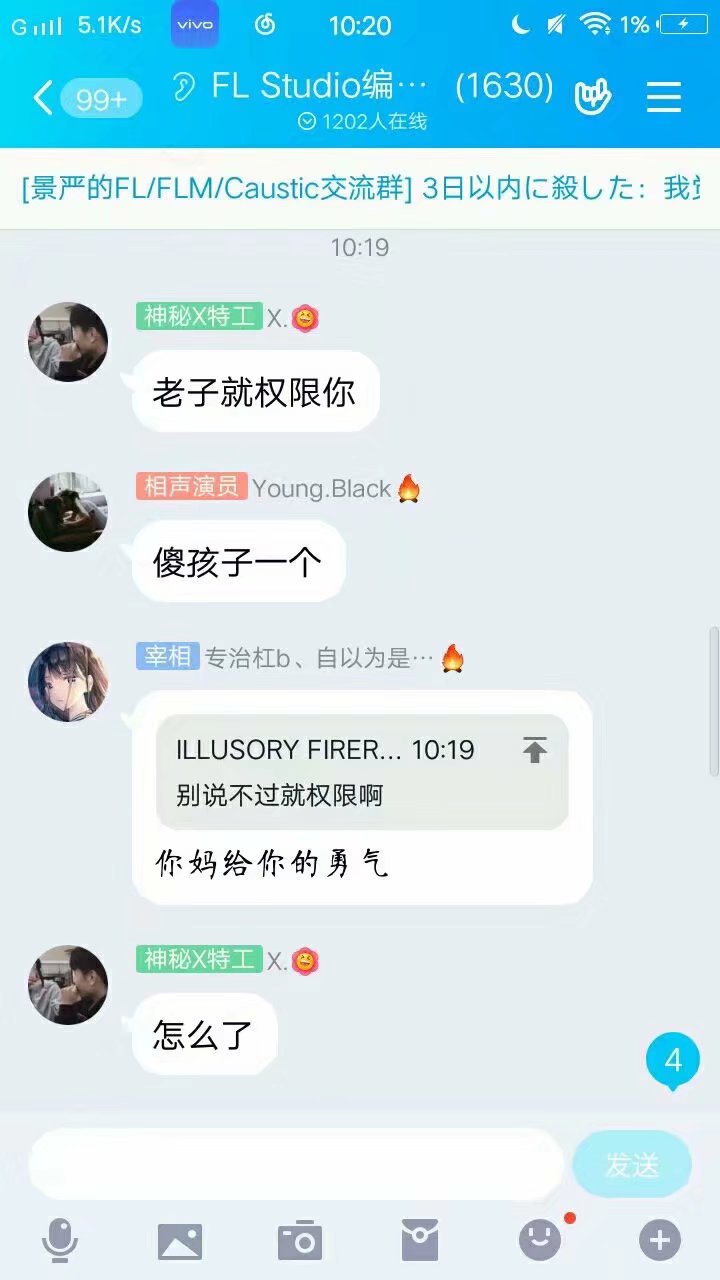 G 5.1K/s vivo 10:20 1%
99+ FL Studio编… (1630)
1202人在线
[景严的FL/FLM/Caustic交流群] 3日以内に殺した：我
10:19
神秘X特工 X.
老子就权限你
相声演员 Young.Black
傻孩子一个
宰相 专治杠b、自以为是…
ILLUSORY FIRER... 10:19
别说不过就权限啊
你妈给你的勇气
神秘X特工 X.
怎么了
4
发送